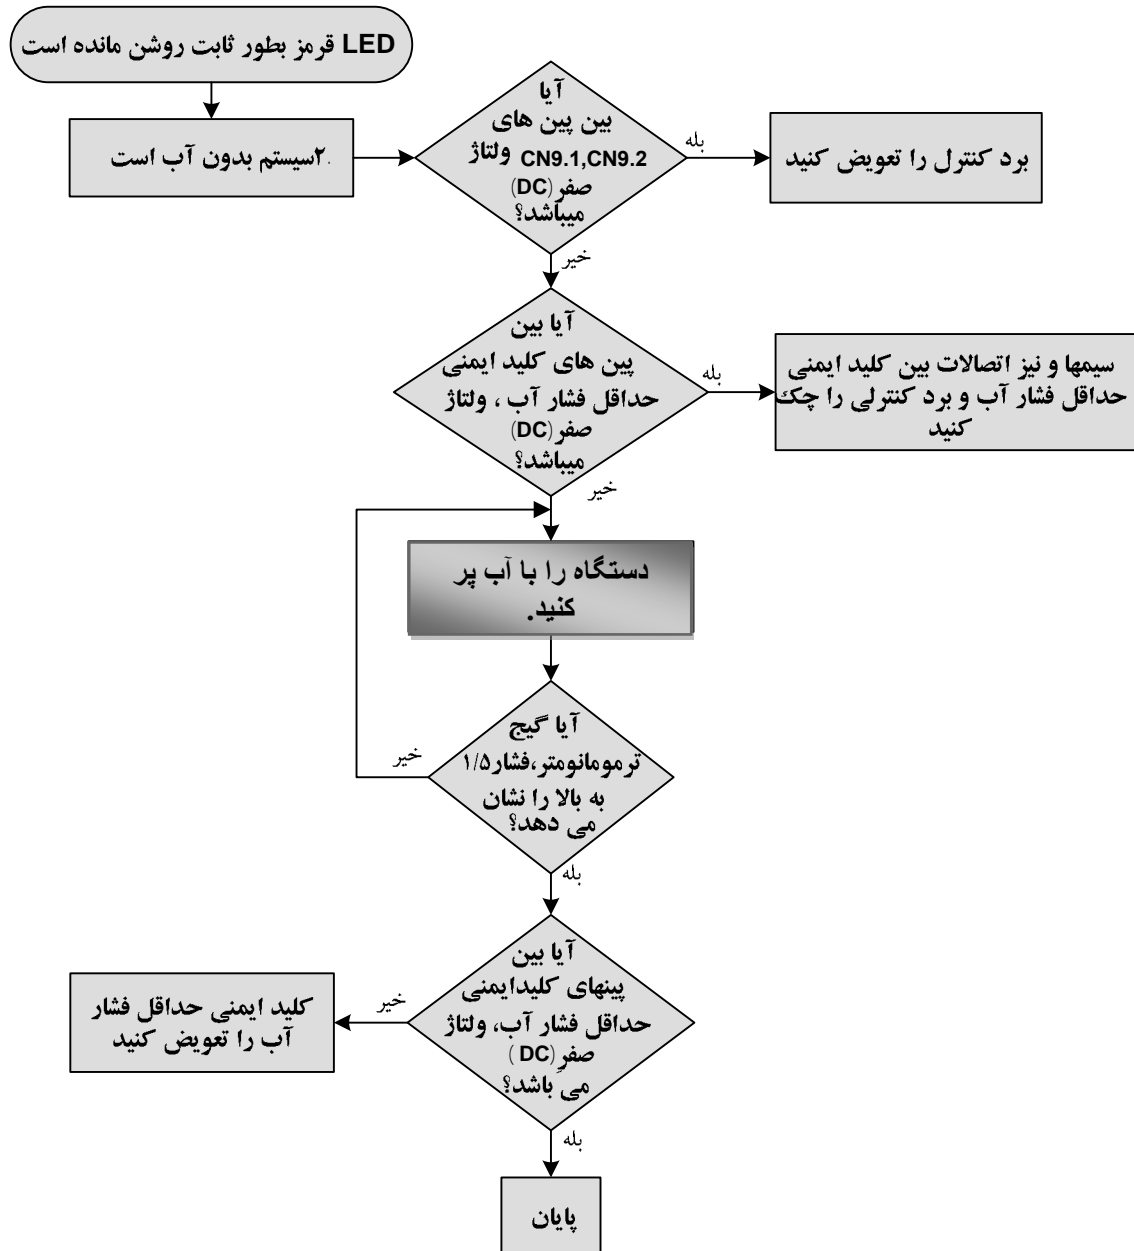 LED قرمز بطور ثابت روشن مانده است
۲.سیستم بدون آب است
آیا
بین پین های
CN9.1,CN9.2 ولتاژ
صفر(DC)
میباشد؟
بله
برد کنترل را تعویض کنید
خیر
آیا بین
پین های کلید ایمنی
حداقل فشار آب ، ولتاژ
صفر(DC)
میباشد؟
بله
سیمها و نیز اتصالات بین کلید ایمنی
حداقل فشار آب و برد کنترلی را چک
کنید
خیر
دستگاه را با آب پر
کنید.
آیا گیج
ترمومانومتر،فشار۱/۵
به بالا را نشان
می دهد؟
خیر
بله
آیا بین
پینهای کلیدایمنی
حداقل فشار آب، ولتاژ
صفر(DC )
می باشد؟
خیر
کلید ایمنی حداقل فشار
آب را تعویض کنید
بله
پایان